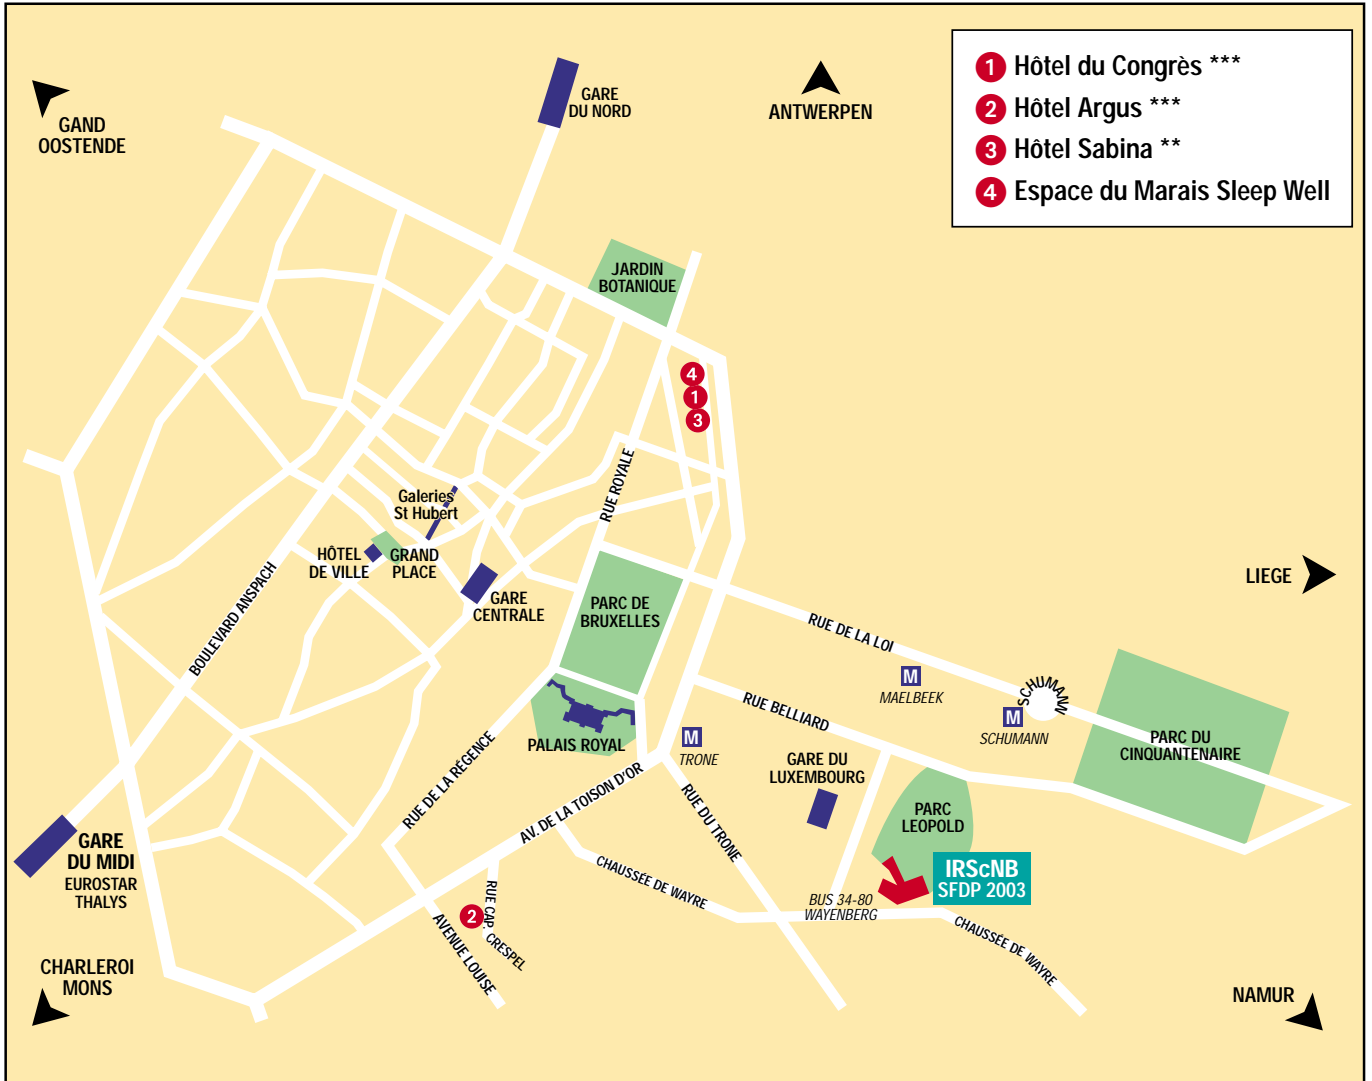 GAND
OOSTENDE
GARE
DU NORD
ANTWERPEN
1 Hôtel du Congrès ***
2 Hôtel Argus ***
3 Hôtel Sabina **
4 Espace du Marais Sleep Well
JARDIN
BOTANIQUE
4
1
3
RUE ROYALE
Galeries
St Hubert
HÔTEL
DE VILLE
GRAND
PLACE
GARE
CENTRALE
BOULEVARD ANSPACH
PARC DE
BRUXELLES
LIEGE
RUE DE LA LOI
M
MAELBEEK
SCHUMANN
M
SCHUMANN
RUE BELLIARD
PARC DU
CINQUANTENAIRE
PALAIS ROYAL
M
TRONE
GARE DU
LUXEMBOURG
RUE DE LA RÉGENCE
AV. DE LA TOISON D'OR
RUE DU TRONE
PARC
LEOPOLD
GARE
DU MIDI
EUROSTAR
THALYS
CHAUSSÉE DE WAYRE
IRScNB
SFDP 2003
BUS 34-80
WAYENBERG
2
RUE CAP. CRESPEL
AVENUE LOUISE
CHAUSSÉE DE WAYRE
CHARLEROI
MONS
NAMUR